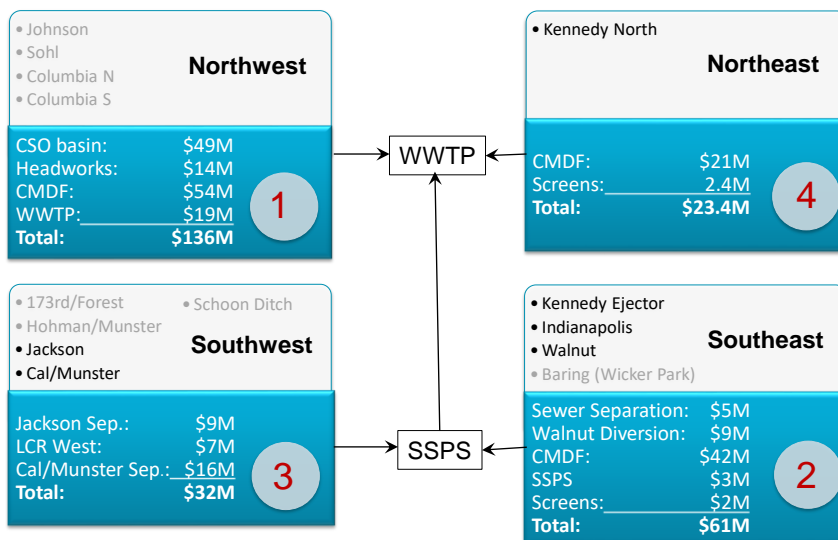 • Johnson
• Sohl
• Columbia N
• Columbia S
Northwest
CSO basin: $49M
Headworks: $14M
CMDF: $54M
WWTP: $19M
Total: $136M
1
WWTP
• Kennedy North
Northeast
CMDF: $21M
Screens: 2.4M
Total: $23.4M
4
• 173rd/Forest • Schoon Ditch
• Hohman/Munster
• Jackson
• Cal/Munster
Southwest
Jackson Sep.: $9M
LCR West: $7M
Cal/Munster Sep.: $16M
Total: $32M
3
SSPS
• Kennedy Ejector
• Indianapolis
• Walnut
• Baring (Wicker Park)
Southeast
Sewer Separation: $5M
Walnut Diversion: $9M
CMDF: $42M
SSPS $3M
Screens: $2M
Total: $61M
2